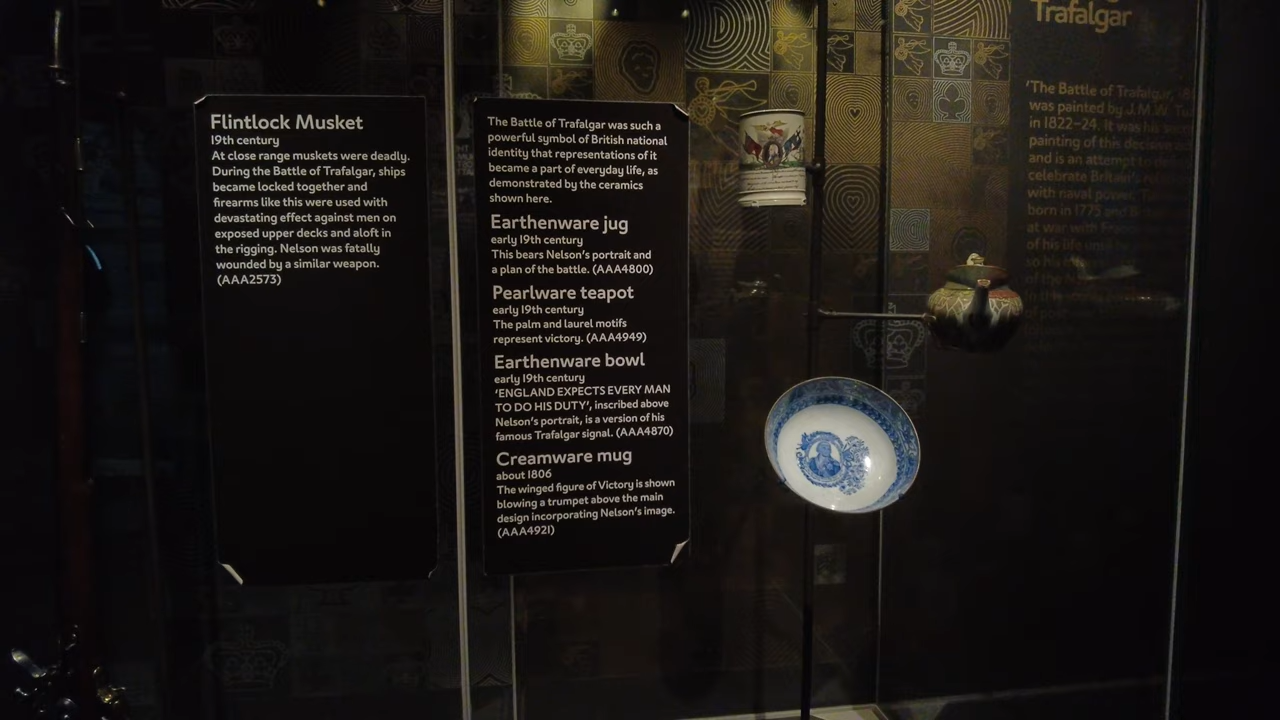 Flintlock Musket
19th century
At close range muskets were deadly.
During the Battle of Trafalgar, ships
became locked together and
firearms like this were used with
devastating effect against men on
exposed upper decks and aloft in
the rigging. Nelson was fatally
wounded by a similar weapon.
(AAA2573)
The Battle of Trafalgar was such a
powerful symbol of British national
identity that representations of it
became a part of everyday life, as
demonstrated by the ceramics
shown here.
Earthenware jug
early 19th century
This bears Nelson's portrait and
a plan of the battle. (AAA4800)
Pearlware teapot
early 19th century
The palm and laurel motifs
represent victory. (AAA4949)
Earthenware bowl
early 19th century
'ENGLAND EXPECTS EVERY MAN
TO DO HIS DUTY', inscribed above
Nelson's portrait, is a version of his
famous Trafalgar signal. (AAA4870)
Creamware mug
about 1806
The winged figure of Victory is shown
blowing a trumpet above the main
design incorporating Nelson's image.
(AAA4921)
Trafalgar
'The Battle of Trafalgar,
was painted by J.M.W.
in 1822–24. It was his
painting of this decisive
and is an attempt to
celebrate Britain's
with naval power.
born in 1775 and
at war with
of his life